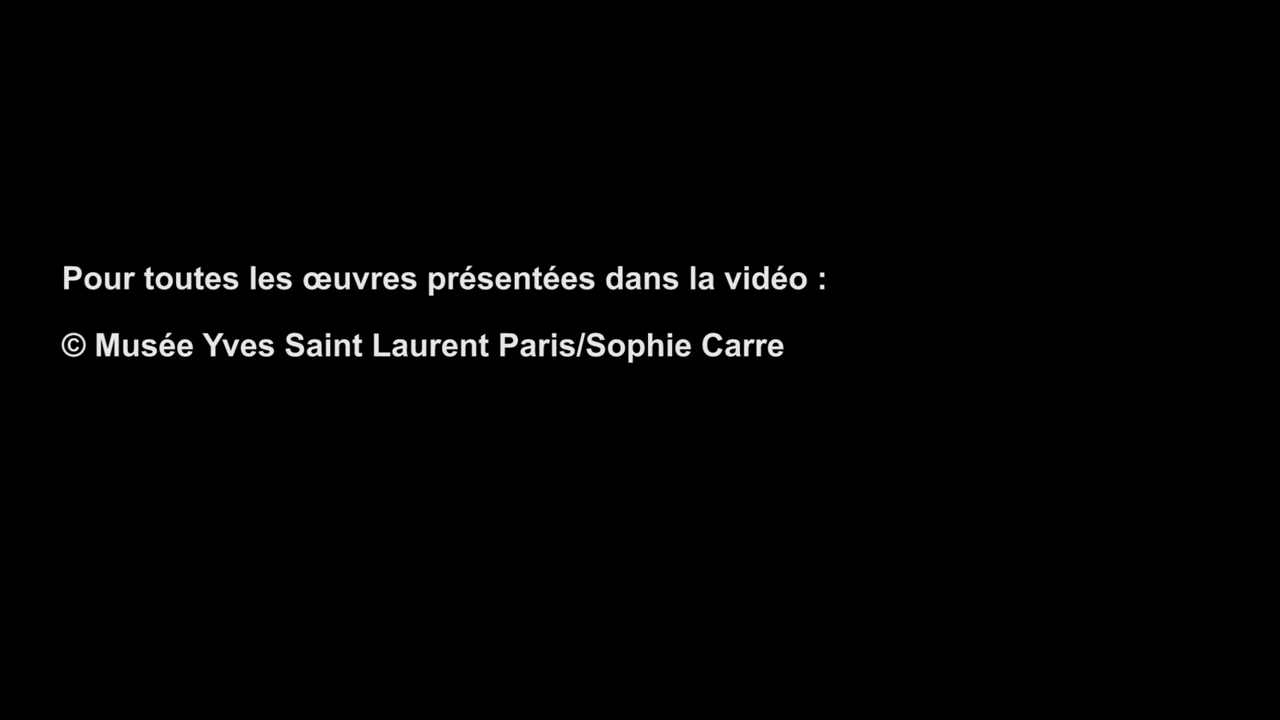 Pour toutes les œuvres présentées dans la vidéo :
© Musée Yves Saint Laurent Paris/Sophie Carre